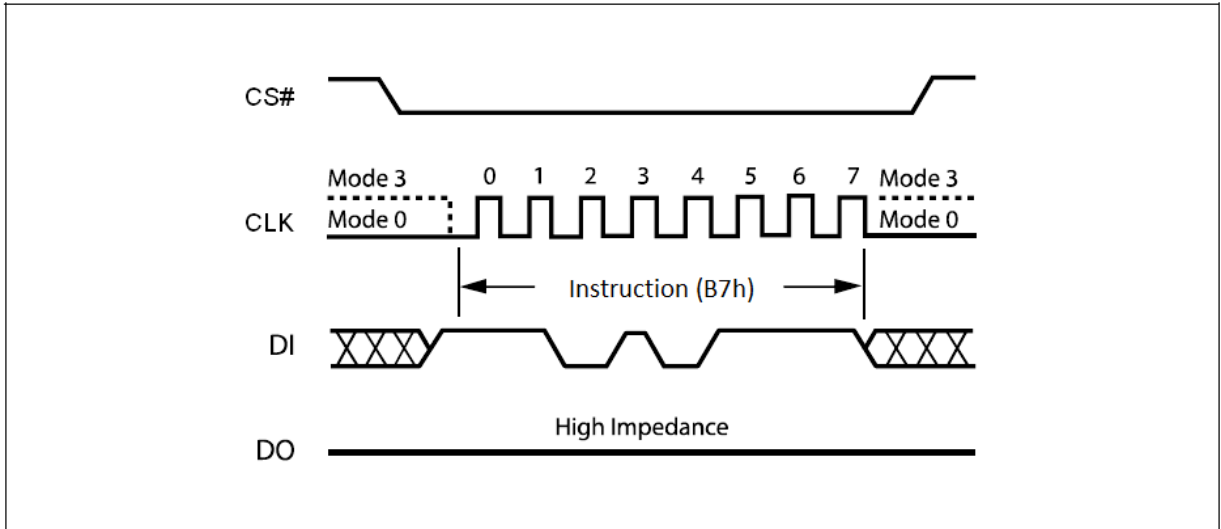 CS#
Mode 3 0 1 2 3 4 5 6 7 Mode 3
CLK Mode 0 Mode 0
Instruction (B7h)
DI
High Impedance
DO